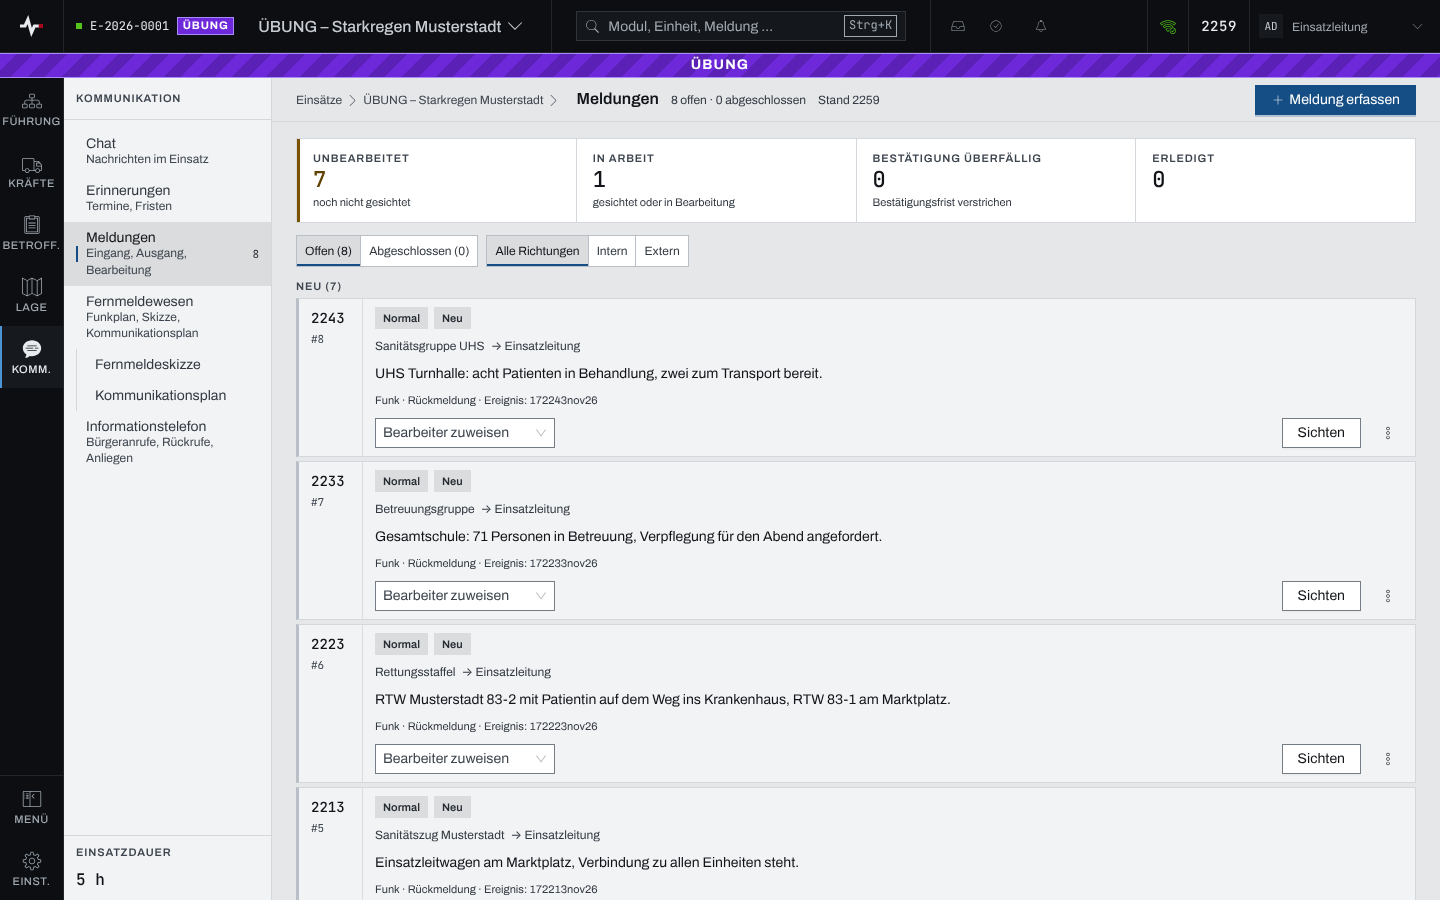 E-2026-0001 ÜBUNG ÜBUNG – Starkregen Musterstadt Modul, Einheit, Meldung ... Strg+K 2259 AD Einsatzleitung
ÜBUNG
FÜHRUNG
KRÄFTE
BETROFF.
LAGE
KOMM.
MENÜ
EINST.
KOMMUNIKATION
Chat
Nachrichten im Einsatz
Erinnerungen
Termine, Fristen
Meldungen
Eingang, Ausgang,
Bearbeitung
8
Fernmeldewesen
Funkplan, Skizze,
Kommunikationsplan
Fernmeldeskizze
Kommunikationsplan
Informationstelefon
Bürgeranrufe, Rückrufe,
Anliegen
EINSATZDAUER
5 h
Einsätze ÜBUNG – Starkregen Musterstadt Meldungen 8 offen · 0 abgeschlossen Stand 2259
+ Meldung erfassen
UNBEARBEITET
7
noch nicht gesichtet
IN ARBEIT
1
gesichtet oder in Bearbeitung
BESTÄTIGUNG ÜBERFÄLLIG
0
Bestätigungsfrist verstrichen
ERLEDIGT
0
Offen (8) Abgeschlossen (0) Alle Richtungen Intern Extern
NEU (7)
2243
#8
Normal Neu
Sanitätsgruppe UHS → Einsatzleitung
UHS Turnhalle: acht Patienten in Behandlung, zwei zum Transport bereit.
Funk · Rückmeldung · Ereignis: 172243nov26
Bearbeiter zuweisen Sichten
2233
#7
Normal Neu
Betreuungsgruppe → Einsatzleitung
Gesamtschule: 71 Personen in Betreuung, Verpflegung für den Abend angefordert.
Funk · Rückmeldung · Ereignis: 172233nov26
Bearbeiter zuweisen Sichten
2223
#6
Normal Neu
Rettungsstaffel → Einsatzleitung
RTW Musterstadt 83-2 mit Patientin auf dem Weg ins Krankenhaus, RTW 83-1 am Marktplatz.
Funk · Rückmeldung · Ereignis: 172223nov26
Bearbeiter zuweisen Sichten
2213
#5
Normal Neu
Sanitätszug Musterstadt → Einsatzleitung
Einsatzleitwagen am Marktplatz, Verbindung zu allen Einheiten steht.
Funk · Rückmeldung · Ereignis: 172213nov26